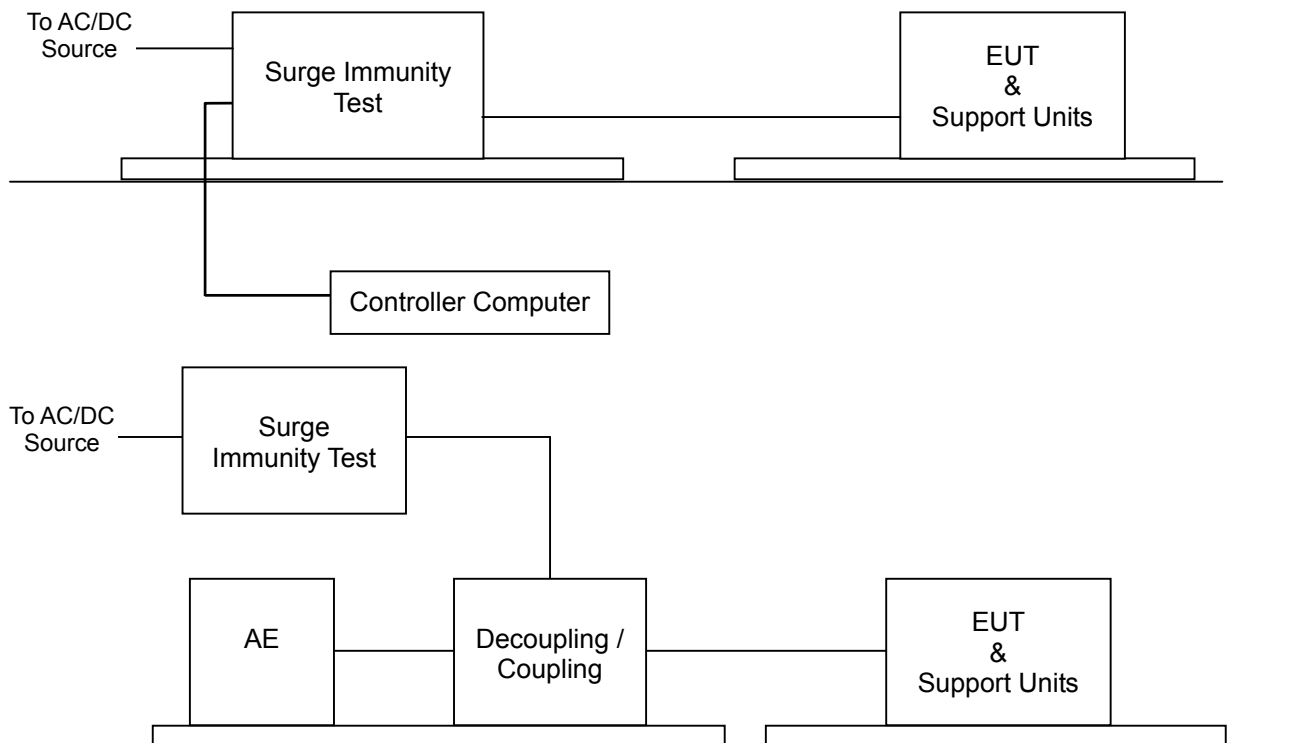 To AC/DC
Source
Surge Immunity
Test
EUT
&
Support Units
Controller Computer
To AC/DC
Source
Surge
Immunity Test
AE
Decoupling /
Coupling
EUT
&
Support Units